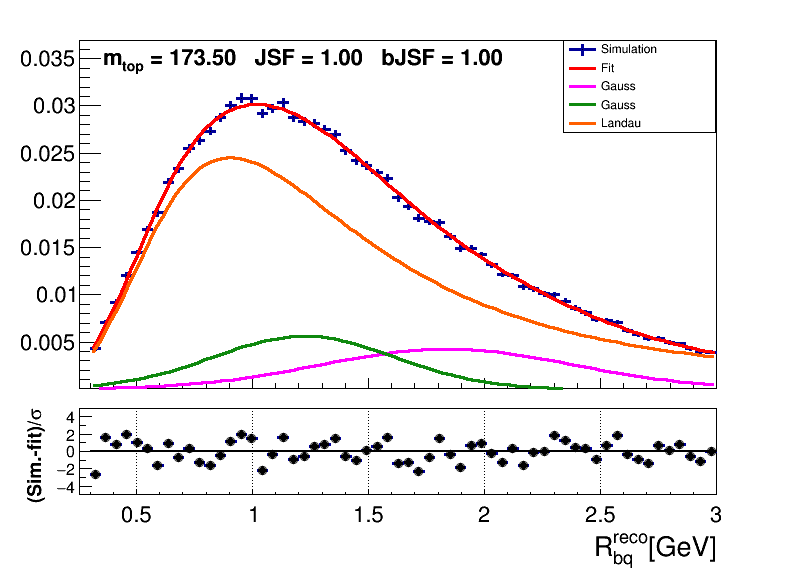 m_top = 173.50 JSF = 1.00 bJSF = 1.00
Simulation
Fit
Gauss
Gauss
Landau
0.035
0.03
0.025
0.02
0.015
0.01
0.005
(Sim.-fit)/σ
4
2
0
−2
−4
0.5 1 1.5 2 2.5 3
R_bq^reco[GeV]